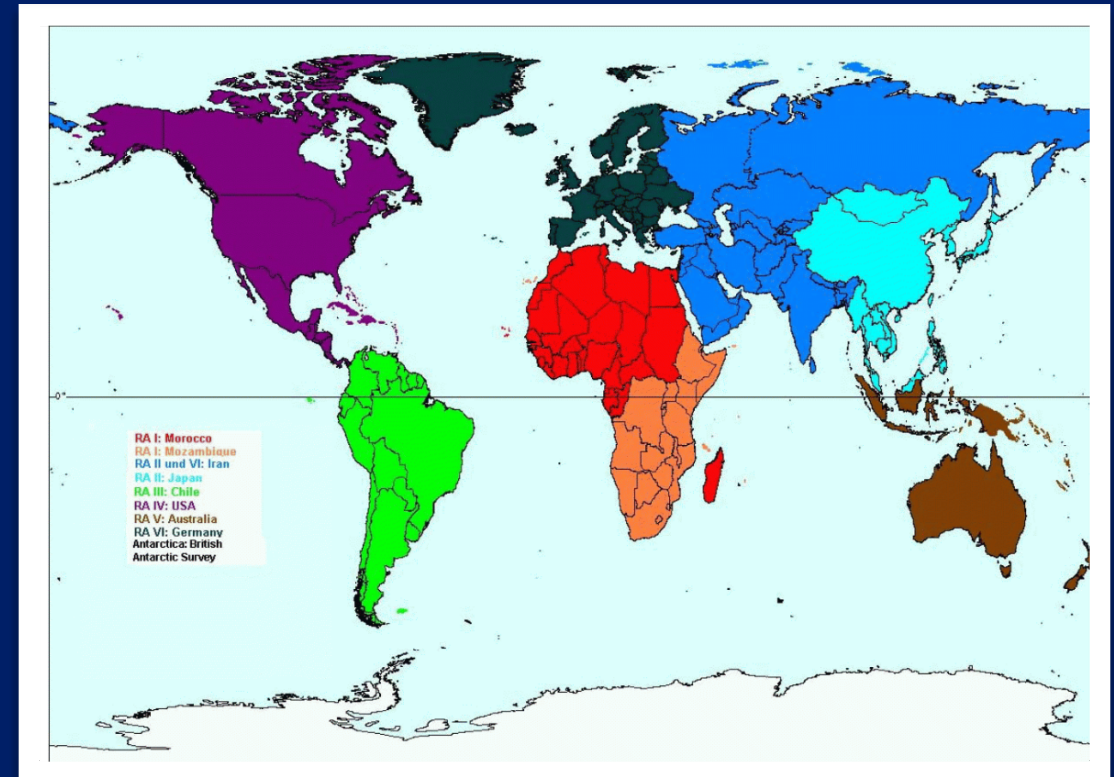 0°
RA I: Morocco
RA I: Mozambique
RA II und VI: Iran
RA II: Japan
RA III: Chile
RA IV: USA
RA V: Australia
RA VI: Germany
Antarctica: British
Antarctic Survey